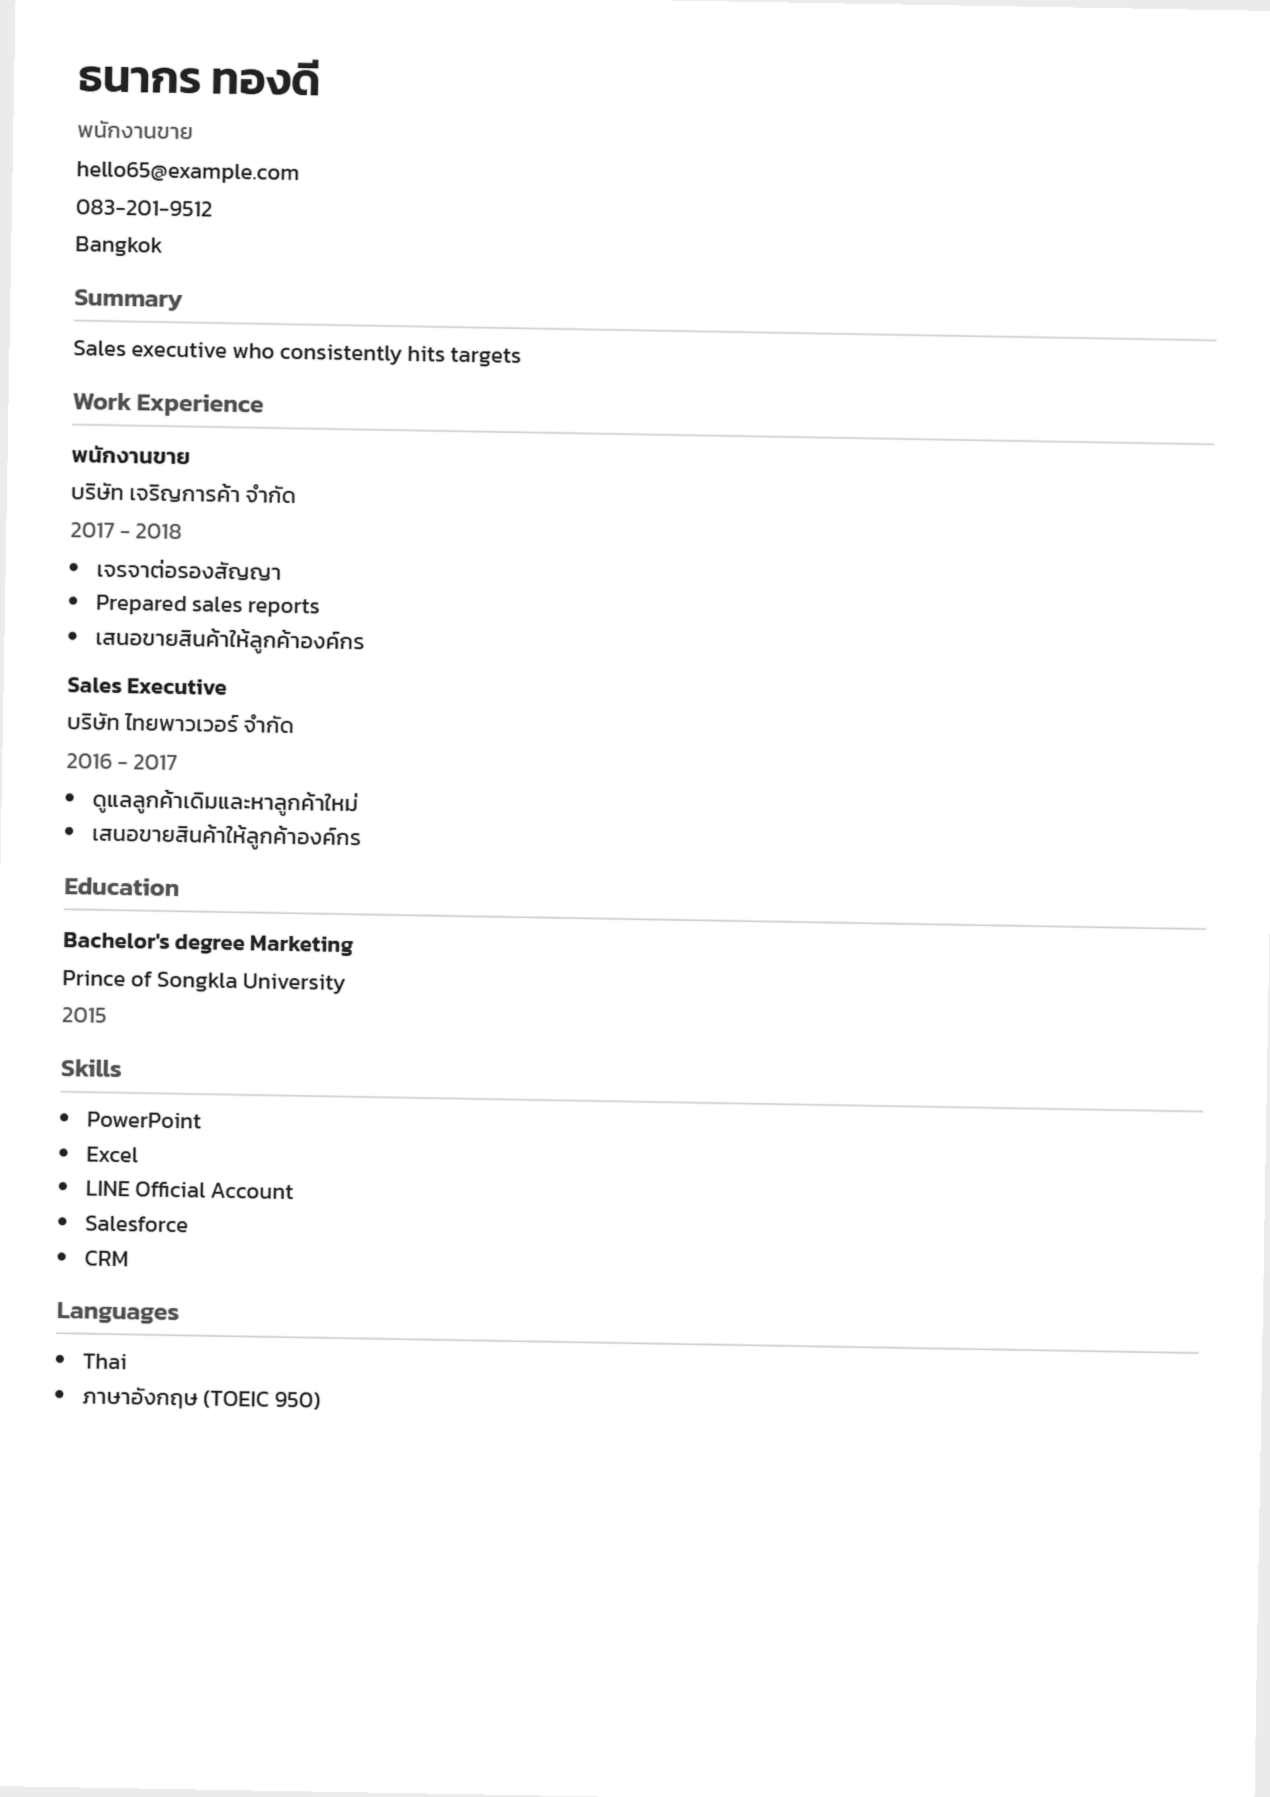 ธนากร ทองดี
พนักงานขาย
hello65@example.com
083-201-9512
Bangkok
Summary
Sales executive who consistently hits targets
Work Experience
พนักงานขาย
บริษัท เจริญการค้า จำกัด
2017 - 2018
เจรจาต่อรองสัญญา
Prepared sales reports
เสนอขายสินค้าให้ลูกค้าองค์กร
Sales Executive
บริษัท ไทยพาวเวอร์ จำกัด
2016 - 2017
ดูแลลูกค้าเดิมและหาลูกค้าใหม่
เสนอขายสินค้าให้ลูกค้าองค์กร
Education
Bachelor's degree Marketing
Prince of Songkla University
2015
Skills
PowerPoint
Excel
LINE Official Account
Salesforce
CRM
Languages
Thai
ภาษาอังกฤษ (TOEIC 950)